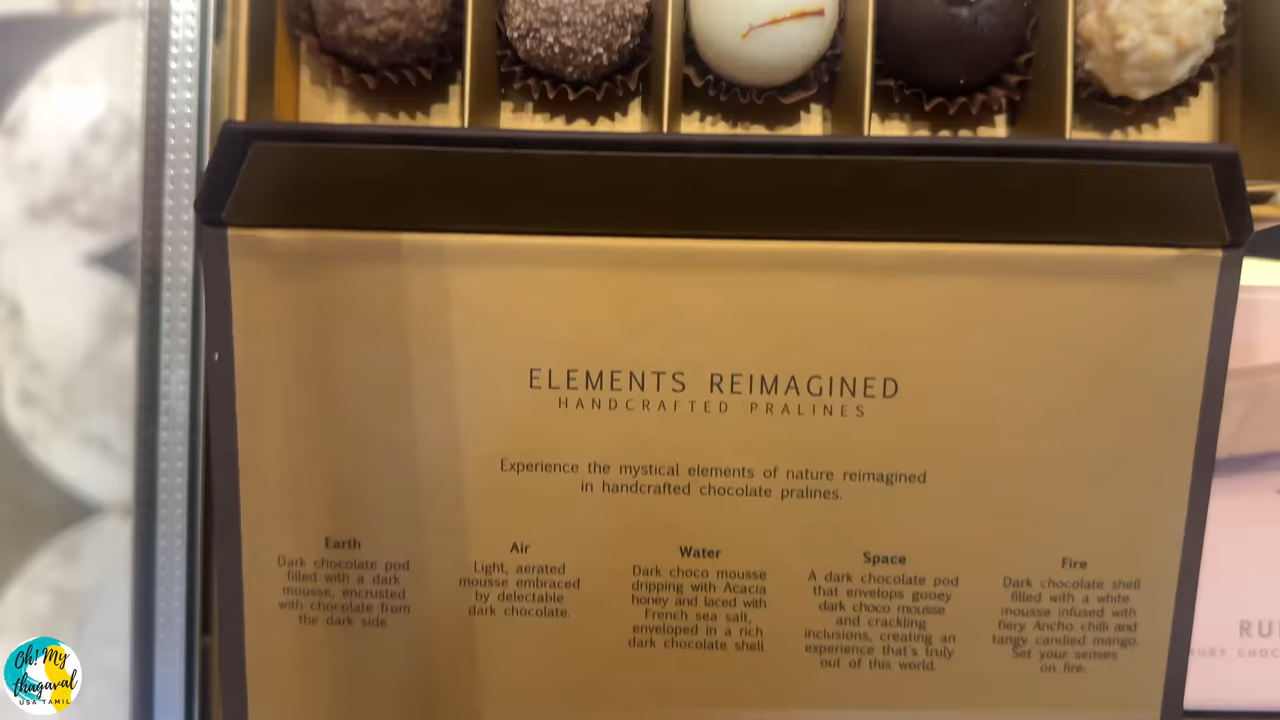 ELEMENTS REIMAGINED
HANDCRAFTED PRALINES
Experience the mystical elements of nature reimagined
in handcrafted chocolate pralines.
Earth
Dark chocolate pod
filled with a dark
mousse, encrusted
with chocolate from
the dark side.
Air
Light, aerated
mousse embraced
by delectable
dark chocolate.
Water
Dark choco mousse
dripping with Acacia
honey and laced with
French sea salt,
enveloped in a rich
dark chocolate shell.
Space
A dark chocolate pod
that envelops gooey
dark choco mousse
and crackling
inclusions, creating an
experience that's truly
out of this world.
Fire
Dark chocolate shell
filled with a white
mousse infused with
fiery Ancho chilli and
tangy candied mango.
Set your senses
on fire.
Oh! My
thagaval
USA TAMIL